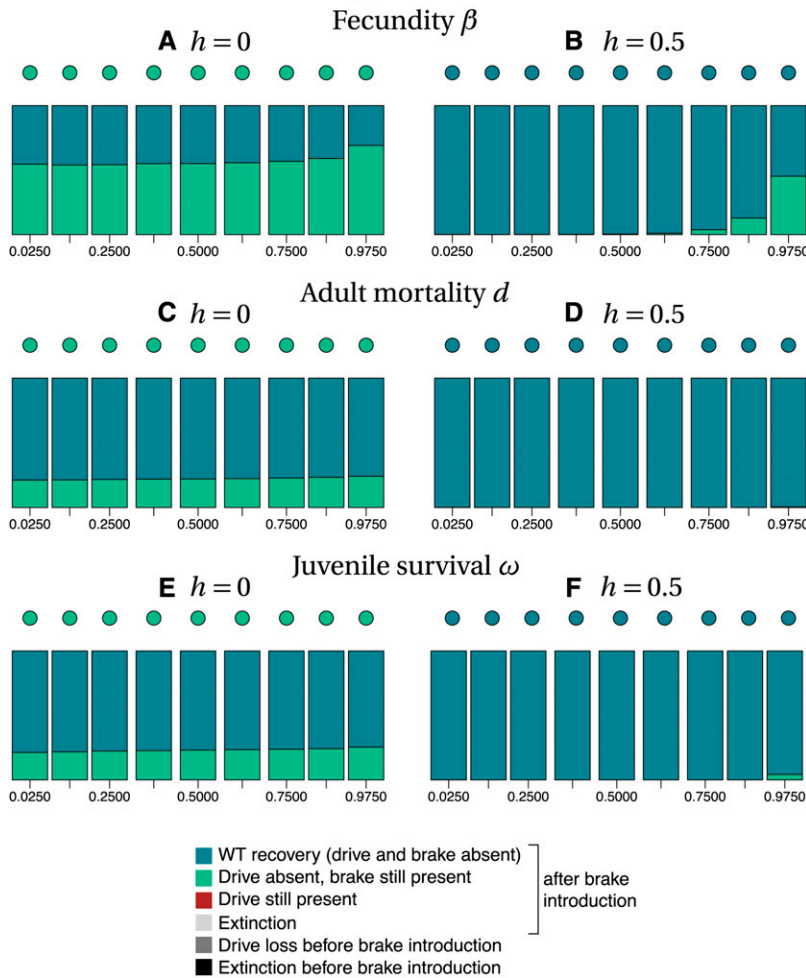 Fecundity β
A h = 0
B h = 0.5
0.0250 0.2500 0.5000 0.7500 0.9750
0.0250 0.2500 0.5000 0.7500 0.9750
Adult mortality d
C h = 0
D h = 0.5
0.0250 0.2500 0.5000 0.7500 0.9750
0.0250 0.2500 0.5000 0.7500 0.9750
Juvenile survival ω
E h = 0
F h = 0.5
0.0250 0.2500 0.5000 0.7500 0.9750
0.0250 0.2500 0.5000 0.7500 0.9750
WT recovery (drive and brake absent)
Drive absent, brake still present
Drive still present
Extinction
after brake
introduction
Drive loss before brake introduction
Extinction before brake introduction